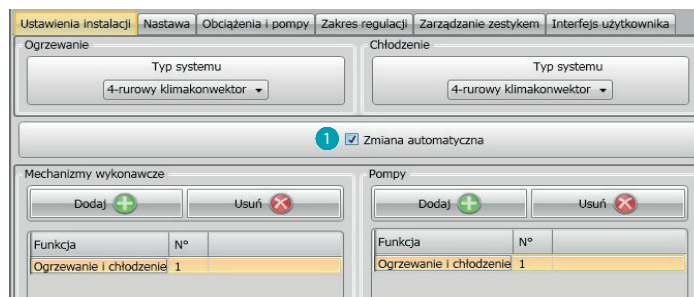 Ustawienia instalacji Nastawa Obciążenia i pompy Zakres regulacji Zarządzanie zestykem Interfejs użytkownika
Ogrzewanie
Typ systemu
4-rurowy klimakonwektor
Chłodzenie
Typ systemu
4-rurowy klimakonwektor
1 Zmiana automatyczna
Mechanizmy wykonawcze
Dodaj Usuń
Funkcja N°
Ogrzewanie i chłodzenie 1
Pompy
Dodaj Usuń
Funkcja N°
Ogrzewanie i chłodzenie 1